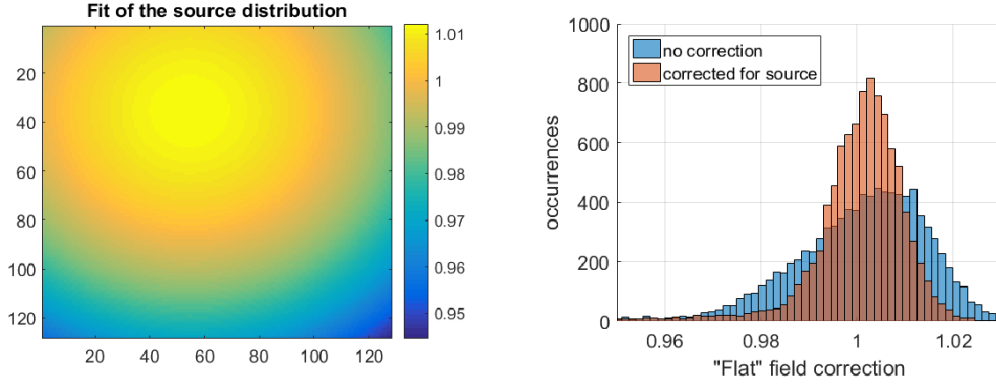 Fit of the source distribution
20
40
60
80
100
120
20 40 60 80 100 120
1.01
1
0.99
0.98
0.97
0.96
0.95
1000
800
600
400
200
0
occurrences
no correction
corrected for source
0.96 0.98 1 1.02
"Flat" field correction